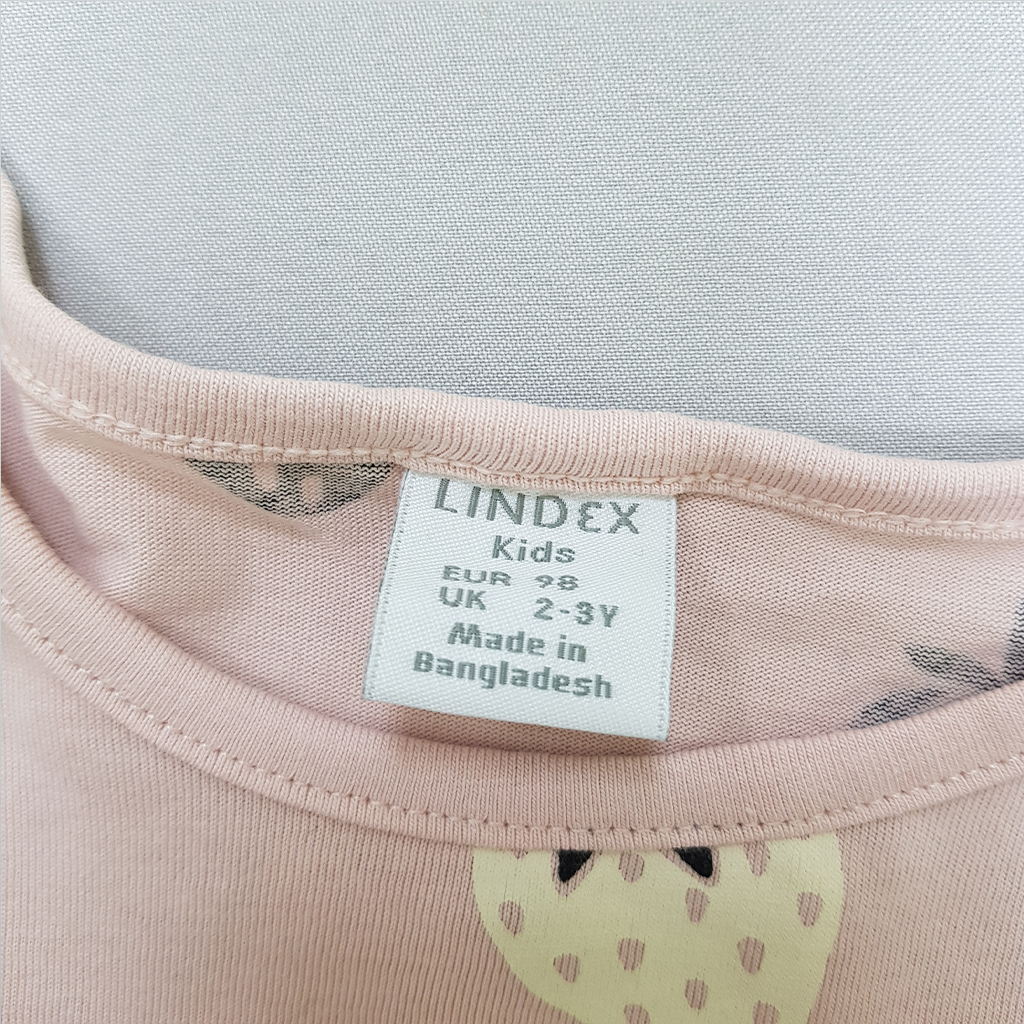 LINDEX
Kids
EUR 98
UK 2-3Y
Made in
Bangladesh